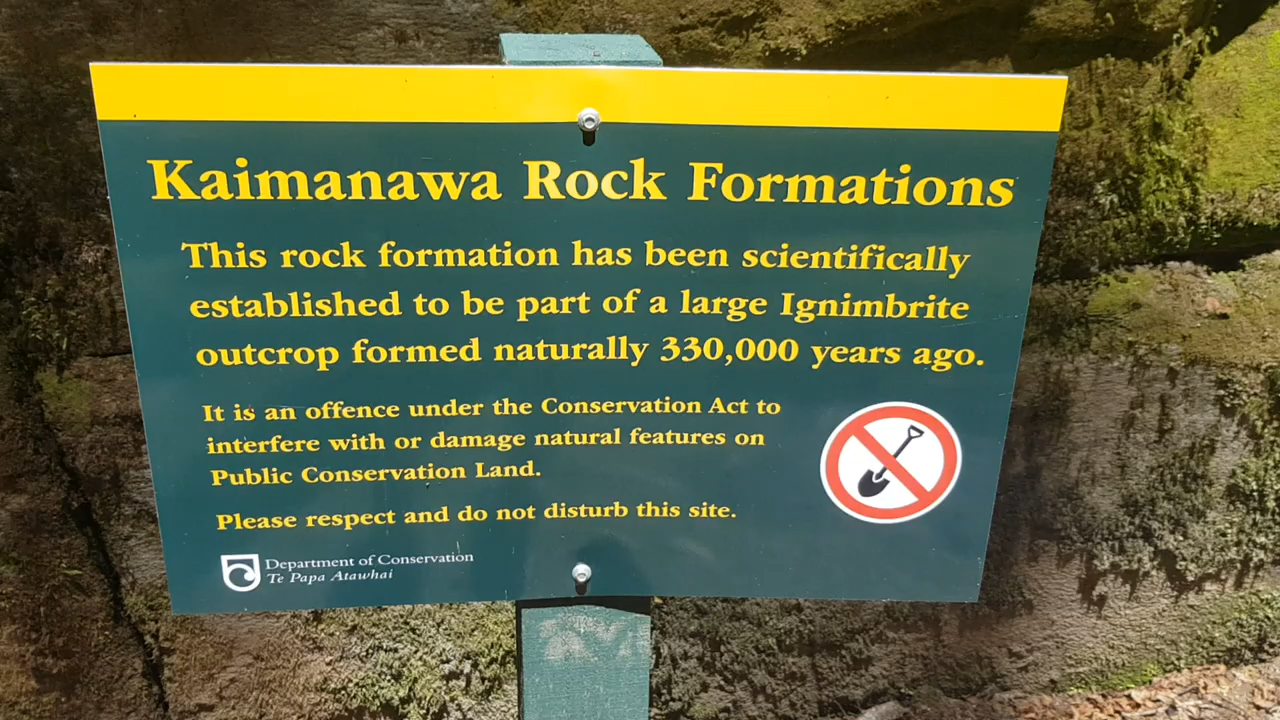 Kaimanawa Rock Formations
This rock formation has been scientifically
established to be part of a large Ignimbrite
outcrop formed naturally 330,000 years ago.
It is an offence under the Conservation Act to
interfere with or damage natural features on
Public Conservation Land.
Please respect and do not disturb this site.
Department of Conservation
Te Papa Atawhai